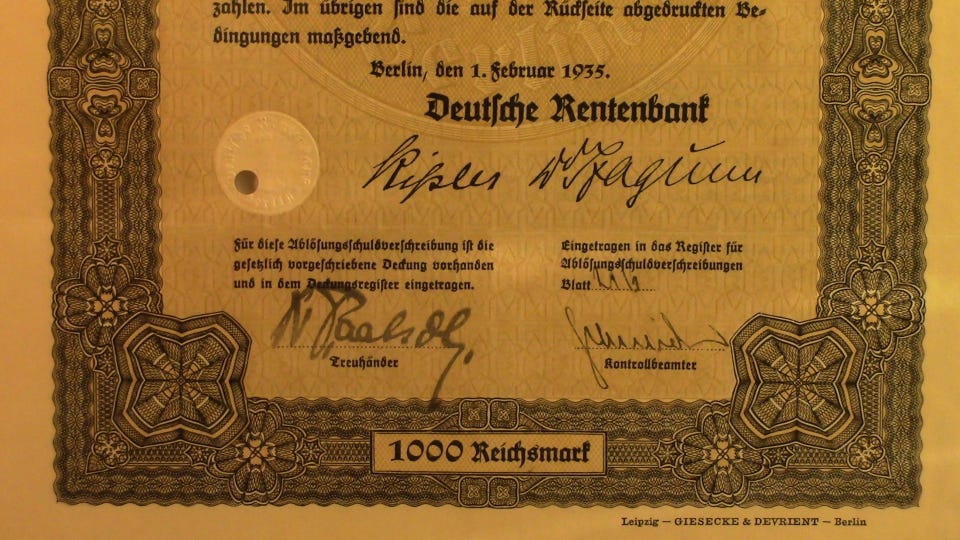 zahlen. Im übrigen sind die auf der Rückseite abgedruckten Be-
dingungen maßgebend.
Berlin, den 1. Februar 1935.
Deutsche Rentenbank
Für diese Ablösungsschuldverschreibung ist die
gesetzlich vorgeschriebene Deckung vorhanden
und in dem Deckungsregister eingetragen.
Treuhänder
Eingetragen in das Register für
Ablösungsschuldverschreibungen
Blatt
Kontrollbeamter
1000 Reichsmark
Leipzig — GIESECKE & DEVRIENT — Berlin